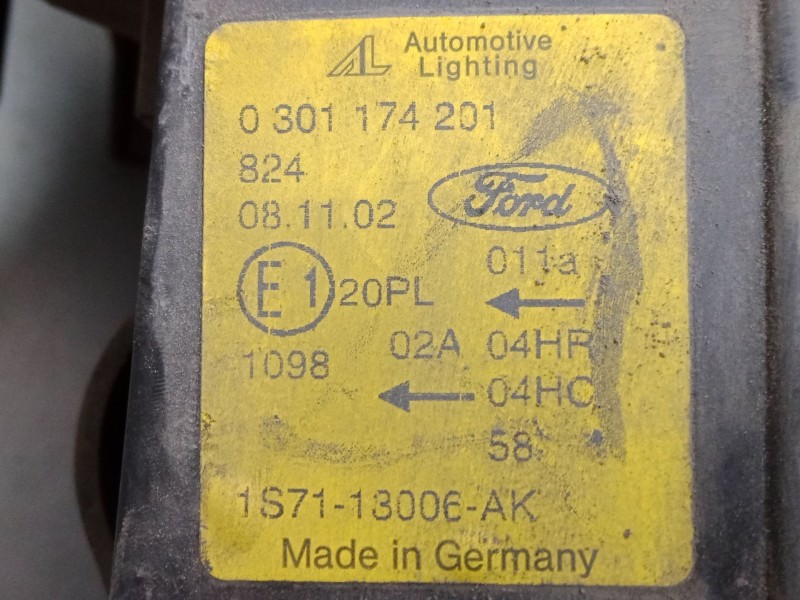 AL Automotive
Lighting
0 301 174 201
824
08.11.02
Ford
011a
E1 20PL
1098 02A 04HR
04HC
58
1S71-13006-AK
Made in Germany